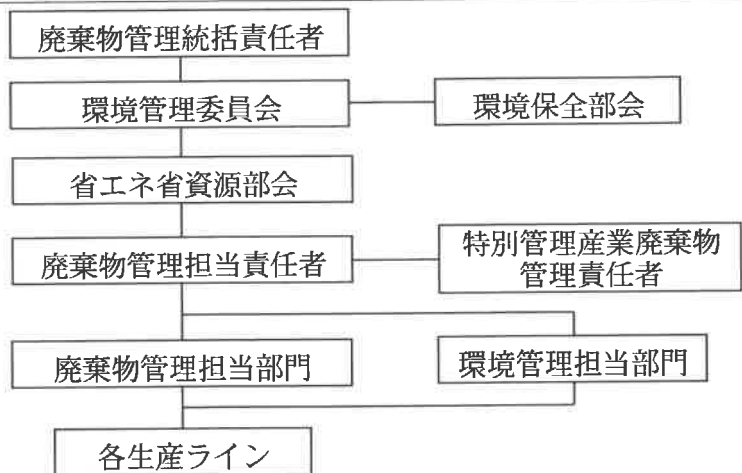 廃棄物管理統括責任者
環境管理委員会
環境保全部会
省エネ省資源部会
廃棄物管理担当責任者
特別管理産業廃棄物
管理責任者
廃棄物管理担当部門
環境管理担当部門
各生産ライン